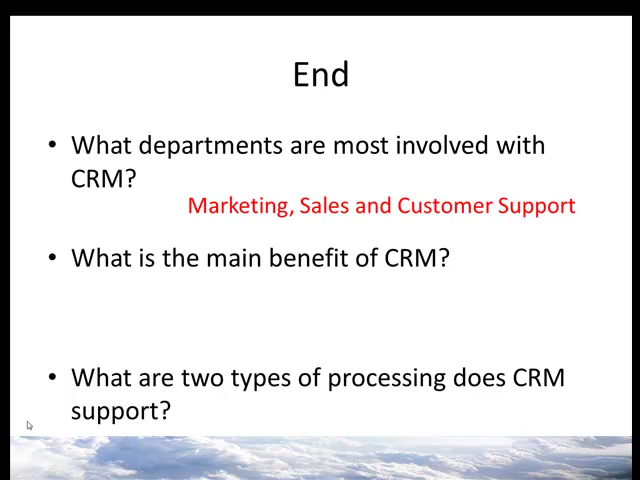 End
• What departments are most involved with
CRM?
Marketing, Sales and Customer Support
• What is the main benefit of CRM?
• What are two types of processing does CRM
support?